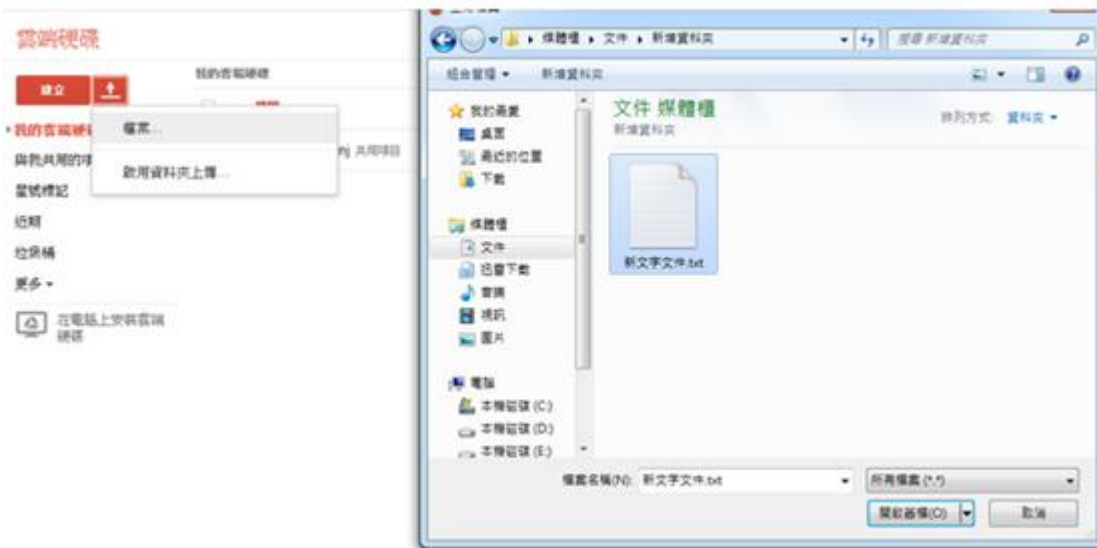 雲端硬碟
建立
我的雲端硬碟
檔案...
啟用資料夾上傳...
我的雲端硬碟
與我共用的項
星號標記
近期
垃圾桶
更多
在電腦上安裝雲端
硬碟
nj 共用項目
媒體櫃 文件 新增資料夾
搜尋 新增資料夾
組合管理 新增資料夾
我的最愛
桌面
最近的位置
下載
媒體櫃
文件
迅雷下載
音樂
視訊
圖片
電腦
本機磁碟 (C:)
本機磁碟 (D:)
本機磁碟 (E:)
文件 媒體櫃
新增資料夾
排列方式: 資料夾
新文字文件.txt
檔案名稱(N): 新文字文件.txt
所有檔案 (*.*)
開啟舊檔(O)
取消